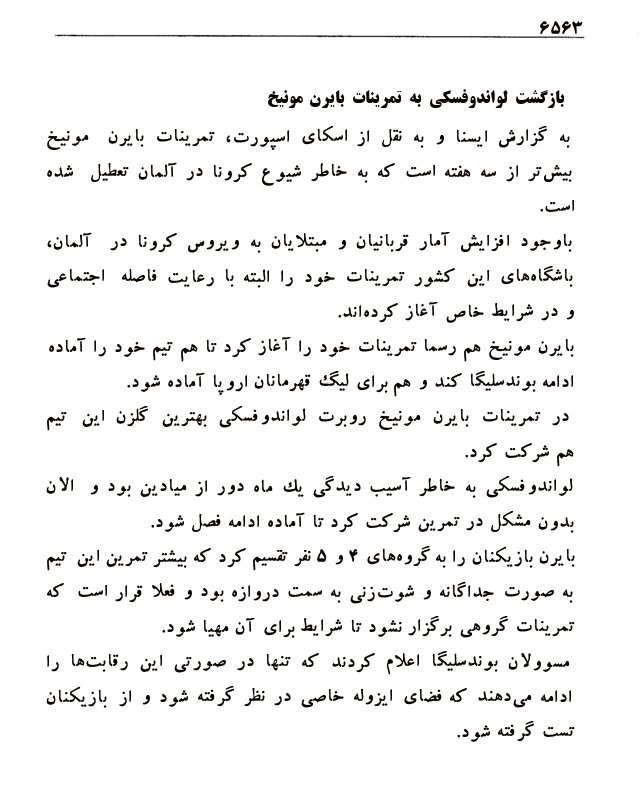 ۶۵۶۳
بازگشت لواندوفسکی به تمرینات بایرن مونیخ
به گزارش ایسنا و به نقل از اسکای اسپورت، تمرینات بایرن مونیخ
بیش‌تر از سه هفته است که به خاطر شیوع کرونا در آلمان تعطیل شده
است.
باوجود افزایش آمار قربانیان و مبتلایان به ویروس کرونا در آلمان،
باشگاه‌های این کشور تمرینات خود را البته با رعایت فاصله اجتماعی
و در شرایط خاص آغاز کرده‌اند.
بایرن مونیخ هم رسما تمرینات خود را آغاز کرد تا هم تیم خود را آماده
ادامه بوندسلیگا کند و هم برای لیگ قهرمانان اروپا آماده شود.
در تمرینات بایرن مونیخ روبرت لواندوفسکی بهترین گلزن این تیم
هم شرکت کرد.
لواندوفسکی به خاطر آسیب دیدگی یك ماه دور از میادین بود و الان
بدون مشکل در تمرین شرکت کرد تا آماده ادامه فصل شود.
بایرن بازیکنان را به گروه‌های ۴ و ۵ نفر تقسیم کرد که بیشتر تمرین این تیم
به صورت جداگانه و شوت‌زنی به سمت دروازه بود و فعلا قرار است که
تمرینات گروهی برگزار نشود تا شرایط برای آن مهیا شود.
مسوولان بوندسلیگا اعلام کردند که تنها در صورتی این رقابت‌ها را
ادامه می‌دهند که فضای ایزوله خاصی در نظر گرفته شود و از بازیکنان
تست گرفته شود.